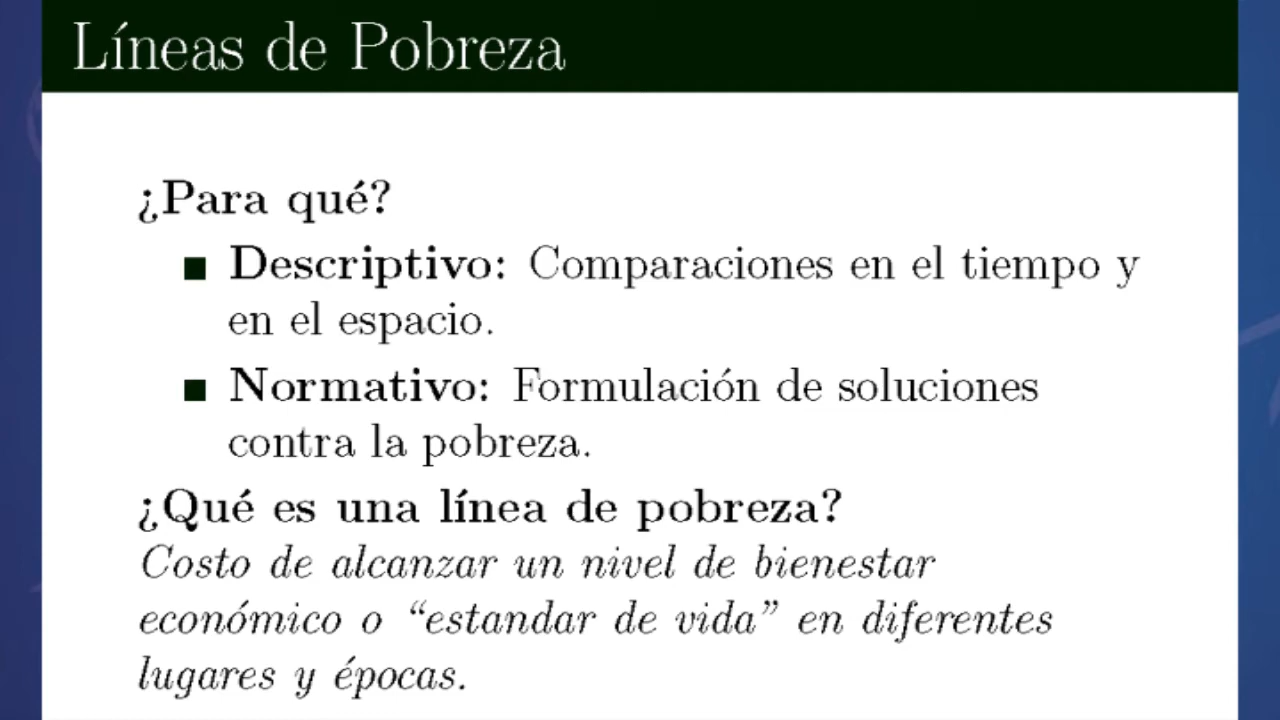 Líneas de Pobreza
¿Para qué?
Descriptivo: Comparaciones en el tiempo y
en el espacio.
Normativo: Formulación de soluciones
contra la pobreza.
¿Qué es una línea de pobreza?
Costo de alcanzar un nivel de bienestar
económico o “estandar de vida” en diferentes
lugares y épocas.